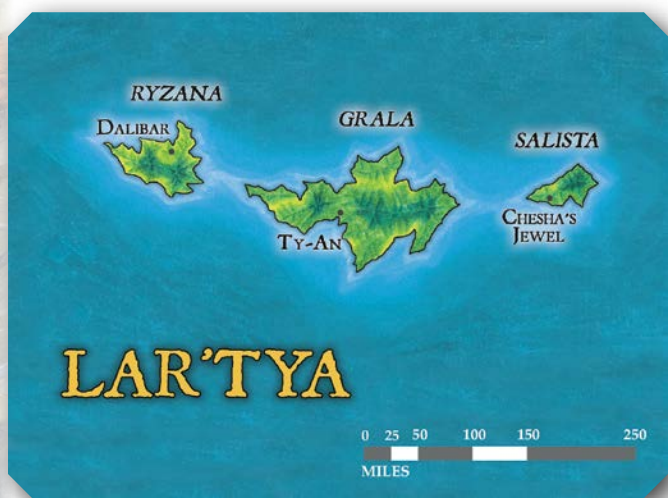 RYZANA
DALIBAR
GRALA
SALISTA
TY-AN
CHESHA'S
JEWEL
LAR'TYA
0 25 50 100 150 250
MILES